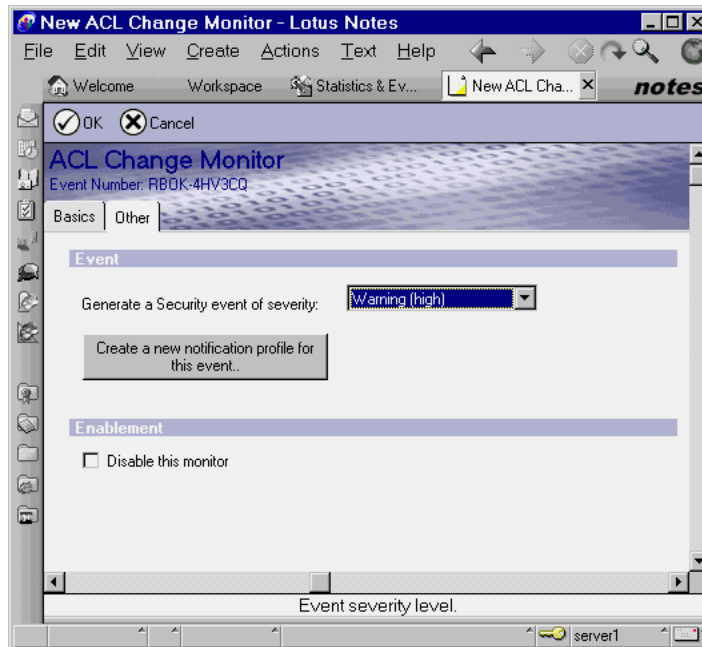 New ACL Change Monitor - Lotus Notes
File Edit View Create Actions Text Help
Welcome Workspace Statistics & Ev... New ACL Cha... notes
OK Cancel
ACL Change Monitor
Event Number: RBOK-4HV3CQ
Basics Other
Event
Generate a Security event of severity: Warning (high)
Create a new notification profile for
this event..
Enablement
Disable this monitor
Event severity level.
server1